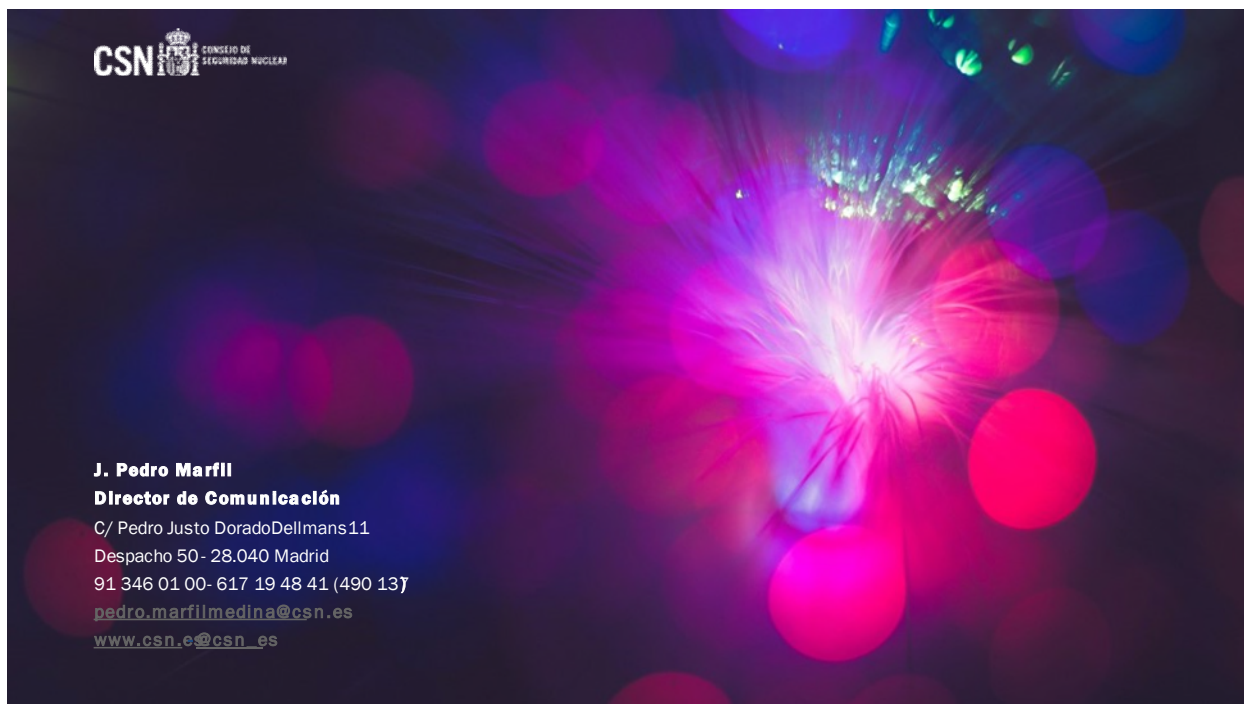 CSN CONSEJO DE
SEGURIDAD NUCLEAR
J. Pedro Marfil
Director de Comunicación
C/ Pedro Justo DoradoDellmans11
Despacho 50- 28.040 Madrid
91 346 01 00- 617 19 48 41 (490 137)
pedro.marfilmedina@csn.es
www.csn.es@csn_es